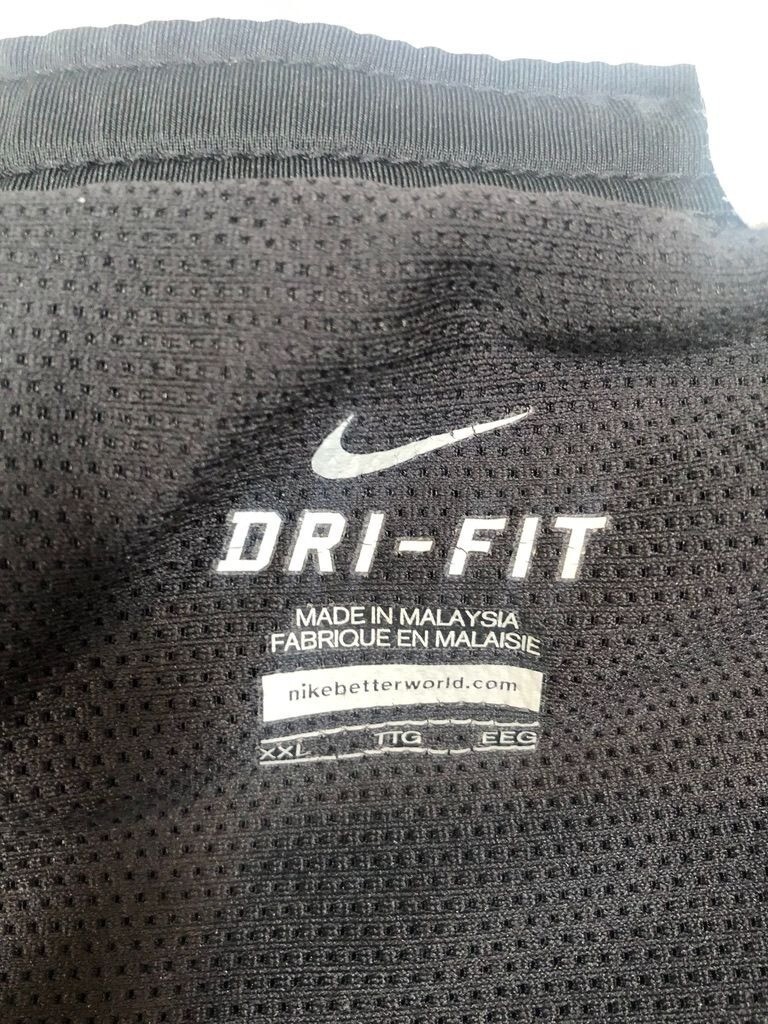 DRI-FIT
MADE IN MALAYSIA
FABRIQUE EN MALAISIE
nikebetterworld.com
XXL TTG EEG